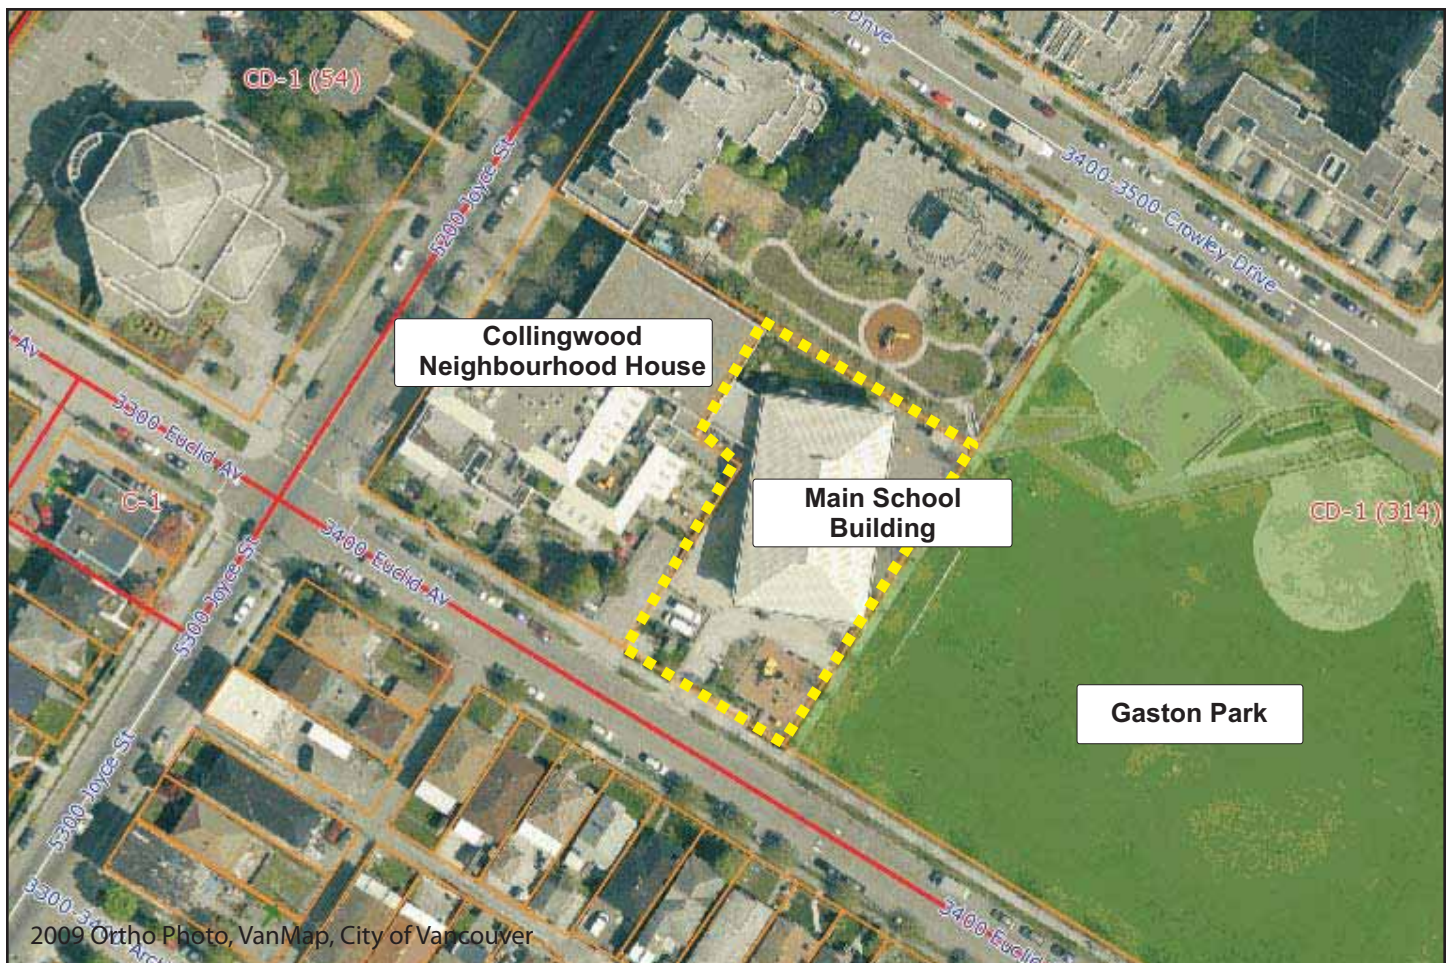 Drive
CD-1 (54)
5200 Joyce St
3400-3500 Crowley Drive
Collingwood
Neighbourhood House
Av
3300 Euclid Av
C-1
Main School
Building
CD-1 (314)
3400 Euclid Av
5300 Joyce St
Gaston Park
5300 Joyce St
3400 Euclid
2009 Ortho Photo, VanMap, City of Vancouver